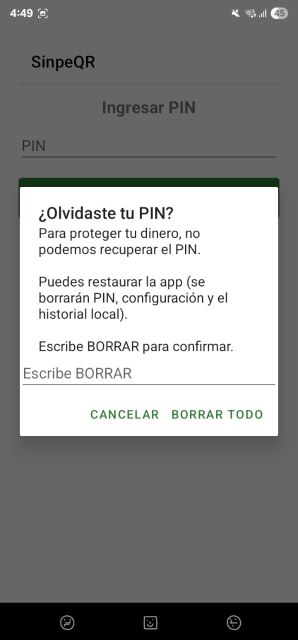 4:49
45
SinpeQR
Ingresar PIN
PIN
¿Olvidaste tu PIN?
Para proteger tu dinero, no
podemos recuperar el PIN.
Puedes restaurar la app (se
borrarán PIN, configuración y el
historial local).
Escribe BORRAR para confirmar.
Escribe BORRAR
CANCELAR BORRAR TODO